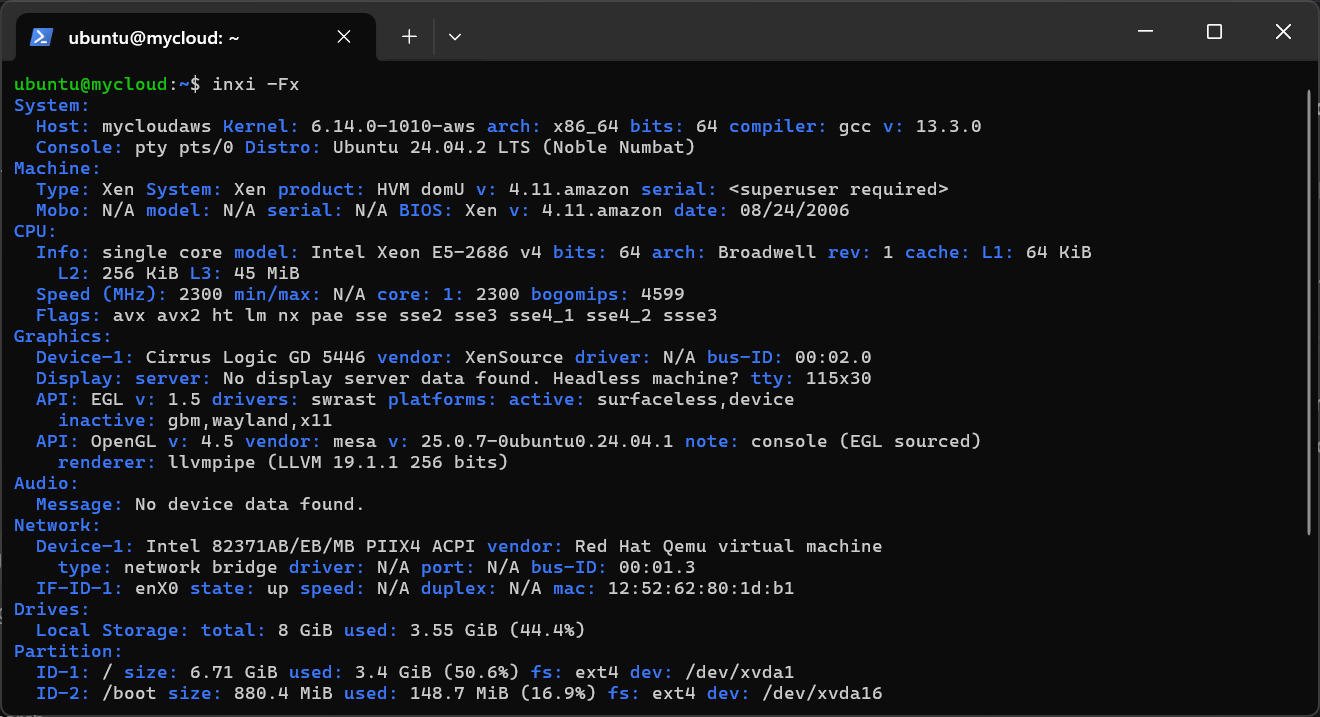 ubuntu@mycloud: ~
ubuntu@mycloud:~$ inxi -Fx
System:
Host: mycloudaws Kernel: 6.14.0-1010-aws arch: x86_64 bits: 64 compiler: gcc v: 13.3.0
Console: pty pts/0 Distro: Ubuntu 24.04.2 LTS (Noble Numbat)
Machine:
Type: Xen System: Xen product: HVM domU v: 4.11.amazon serial: <superuser required>
Mobo: N/A model: N/A serial: N/A BIOS: Xen v: 4.11.amazon date: 08/24/2006
CPU:
Info: single core model: Intel Xeon E5-2686 v4 bits: 64 arch: Broadwell rev: 1 cache: L1: 64 KiB
L2: 256 KiB L3: 45 MiB
Speed (MHz): 2300 min/max: N/A core: 1: 2300 bogomips: 4599
Flags: avx avx2 ht lm nx pae sse sse2 sse3 sse4_1 sse4_2 ssse3
Graphics:
Device-1: Cirrus Logic GD 5446 vendor: XenSource driver: N/A bus-ID: 00:02.0
Display: server: No display server data found. Headless machine? tty: 115x30
API: EGL v: 1.5 drivers: swrast platforms: active: surfaceless,device
inactive: gbm,wayland,x11
API: OpenGL v: 4.5 vendor: mesa v: 25.0.7-0ubuntu0.24.04.1 note: console (EGL sourced)
renderer: llvmpipe (LLVM 19.1.1 256 bits)
Audio:
Message: No device data found.
Network:
Device-1: Intel 82371AB/EB/MB PIIX4 ACPI vendor: Red Hat Qemu virtual machine
type: network bridge driver: N/A port: N/A bus-ID: 00:01.3
IF-ID-1: enX0 state: up speed: N/A duplex: N/A mac: 12:52:62:80:1d:b1
Drives:
Local Storage: total: 8 GiB used: 3.55 GiB (44.4%)
Partition:
ID-1: / size: 6.71 GiB used: 3.4 GiB (50.6%) fs: ext4 dev: /dev/xvda1
ID-2: /boot size: 880.4 MiB used: 148.7 MiB (16.9%) fs: ext4 dev: /dev/xvda16